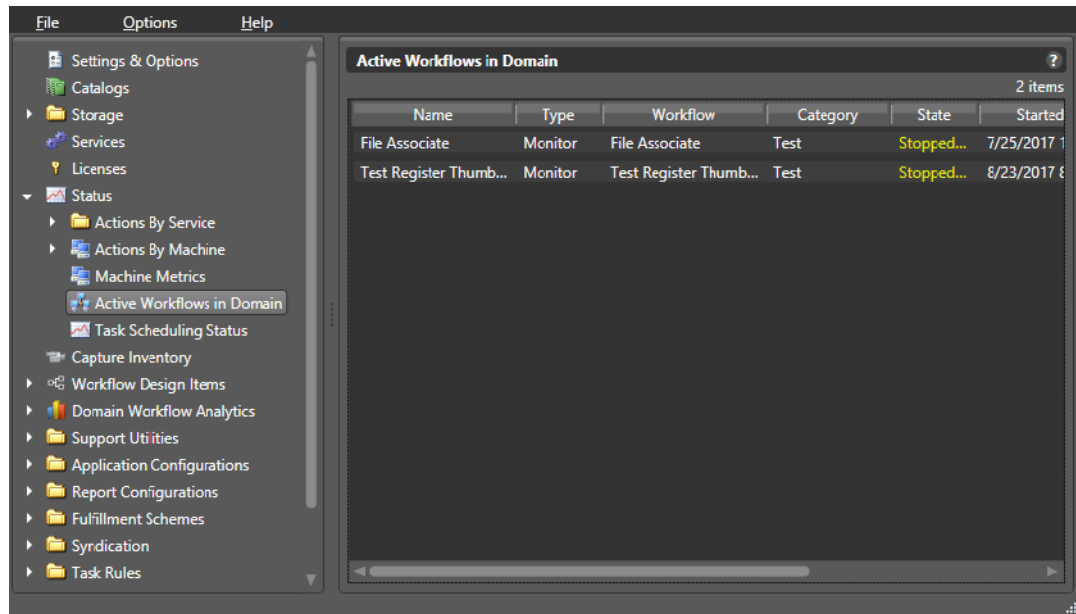 File Options Help
Settings & Options
Catalogs
Storage
Services
Licenses
Status
Actions By Service
Actions By Machine
Machine Metrics
Active Workflows in Domain
Task Scheduling Status
Capture Inventory
Workflow Design Items
Domain Workflow Analytics
Support Utilities
Application Configurations
Report Configurations
Fulfillment Schemes
Syndication
Task Rules
Active Workflows in Domain ?
2 items
Name Type Workflow Category State Started
File Associate Monitor File Associate Test Stopped... 7/25/2017 1
Test Register Thumb... Monitor Test Register Thumb... Test Stopped... 8/23/2017 8